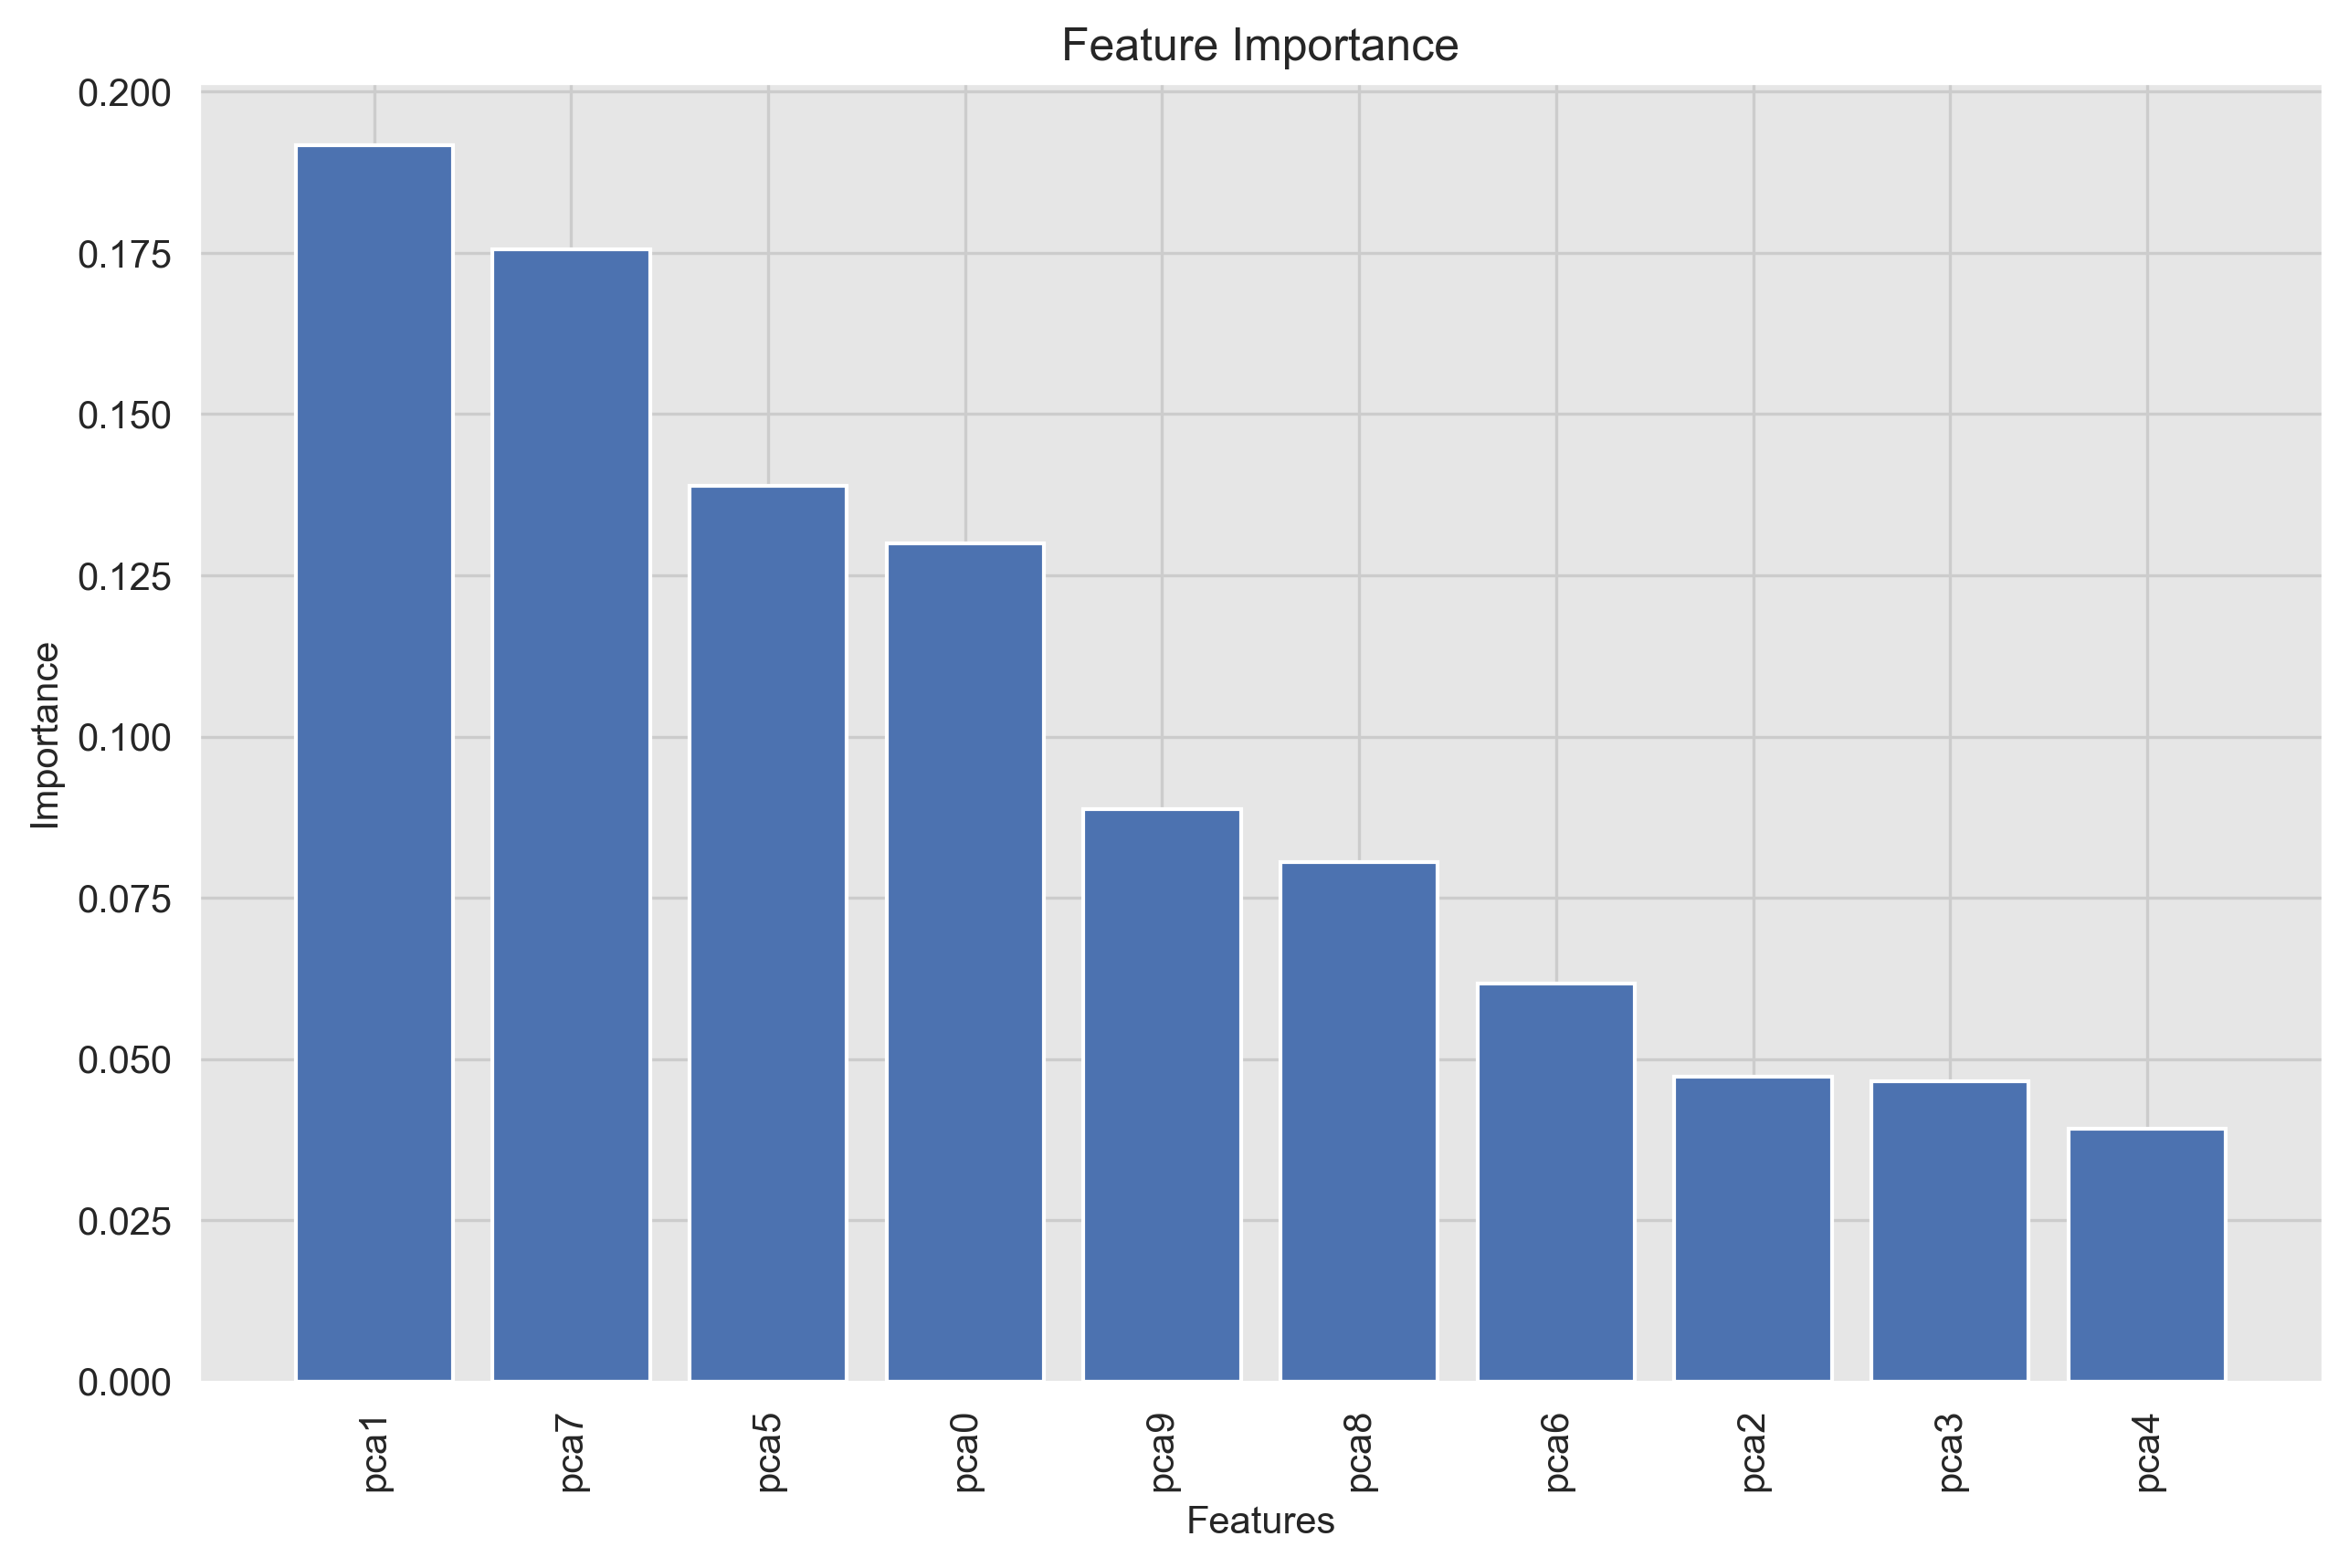 Feature Importance
Importance
0.200
0.175
0.150
0.125
0.100
0.075
0.050
0.025
0.000
pca1
pca7
pca5
pca0
pca9
pca8
pca6
pca2
pca3
pca4
Features